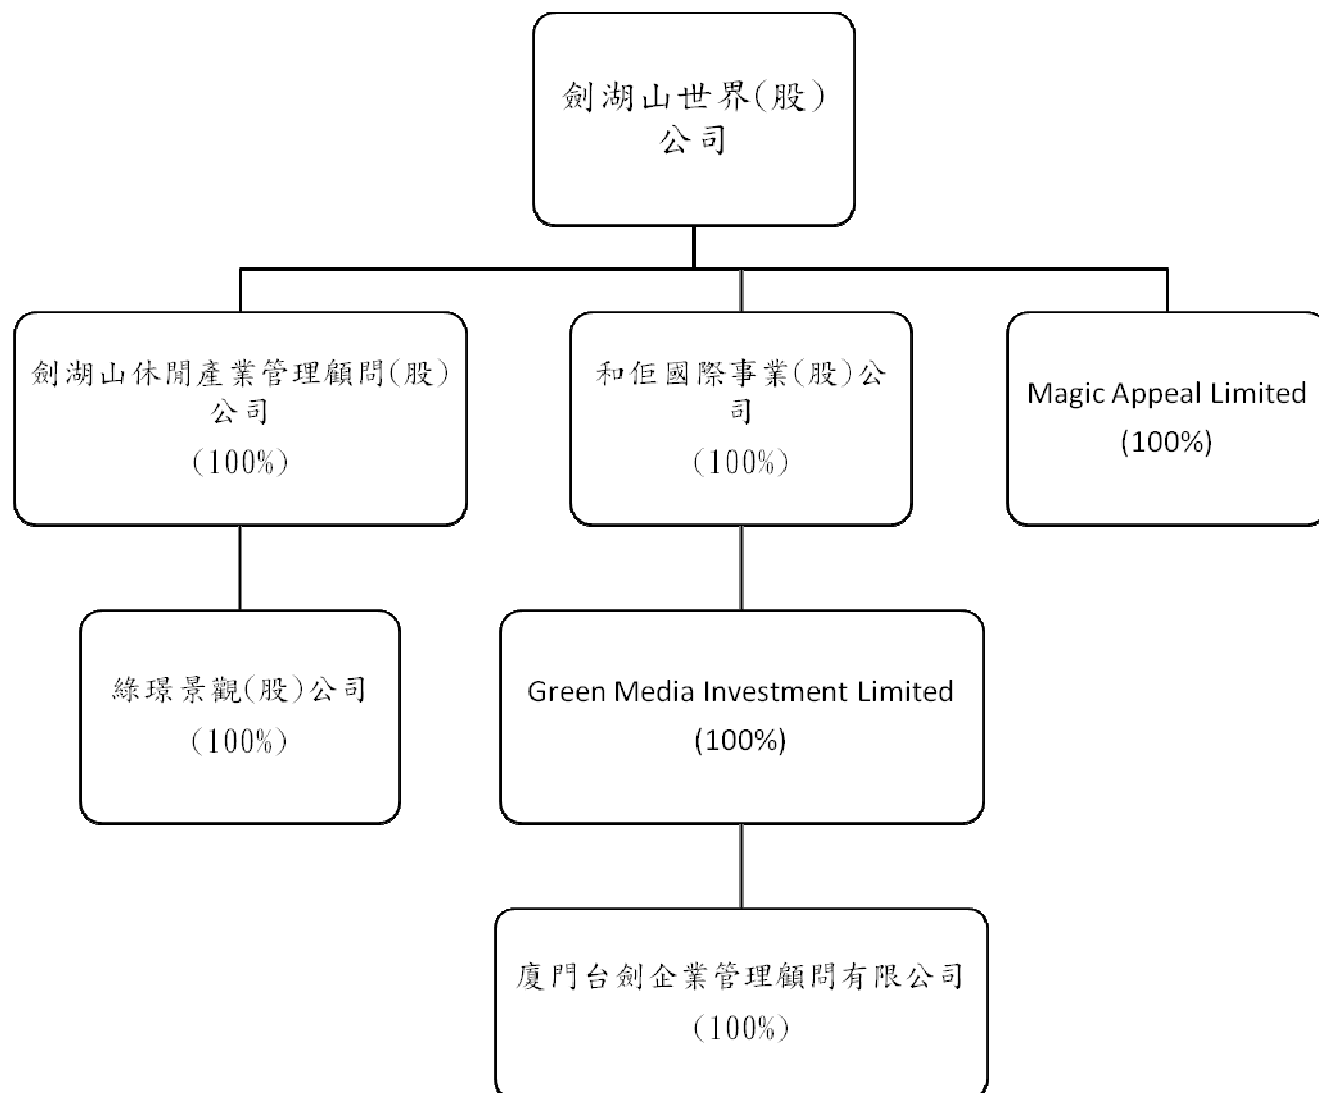 劍湖山世界(股)
公司
劍湖山休閒產業管理顧問(股)
公司
(100%)
和佢國際事業(股)公
司
(100%)
Magic Appeal Limited
(100%)
綠璟景觀(股)公司
(100%)
Green Media Investment Limited
(100%)
廈門台劍企業管理顧問有限公司
(100%)